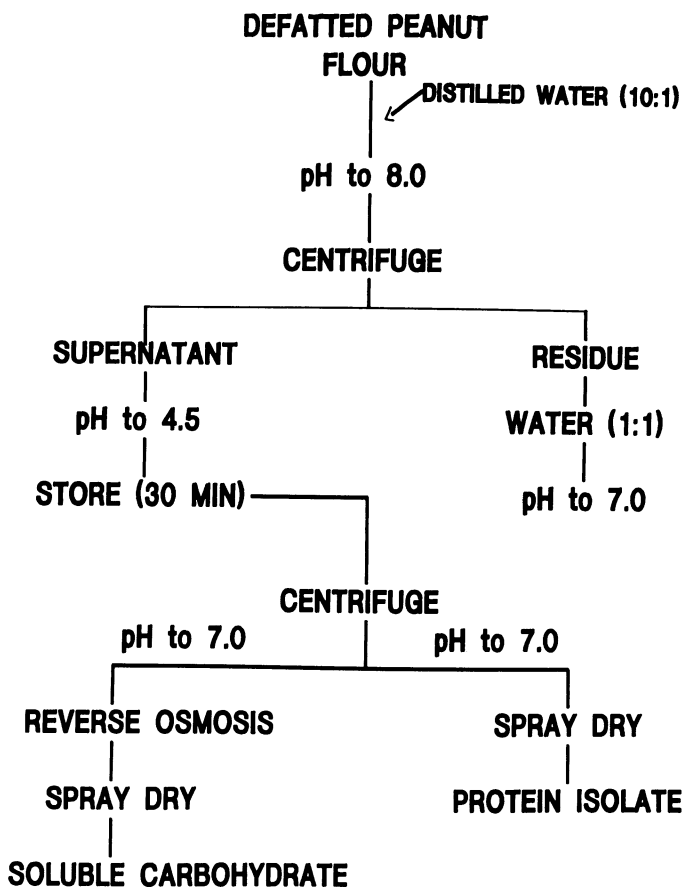 DEFATTED PEANUT
FLOUR
DISTILLED WATER (10:1)
pH to 8.0
CENTRIFUGE
SUPERNATANT
RESIDUE
pH to 4.5
WATER (1:1)
STORE (30 MIN)
pH to 7.0
CENTRIFUGE
pH to 7.0
pH to 7.0
REVERSE OSMOSIS
SPRAY DRY
SPRAY DRY
PROTEIN ISOLATE
SOLUBLE CARBOHYDRATE